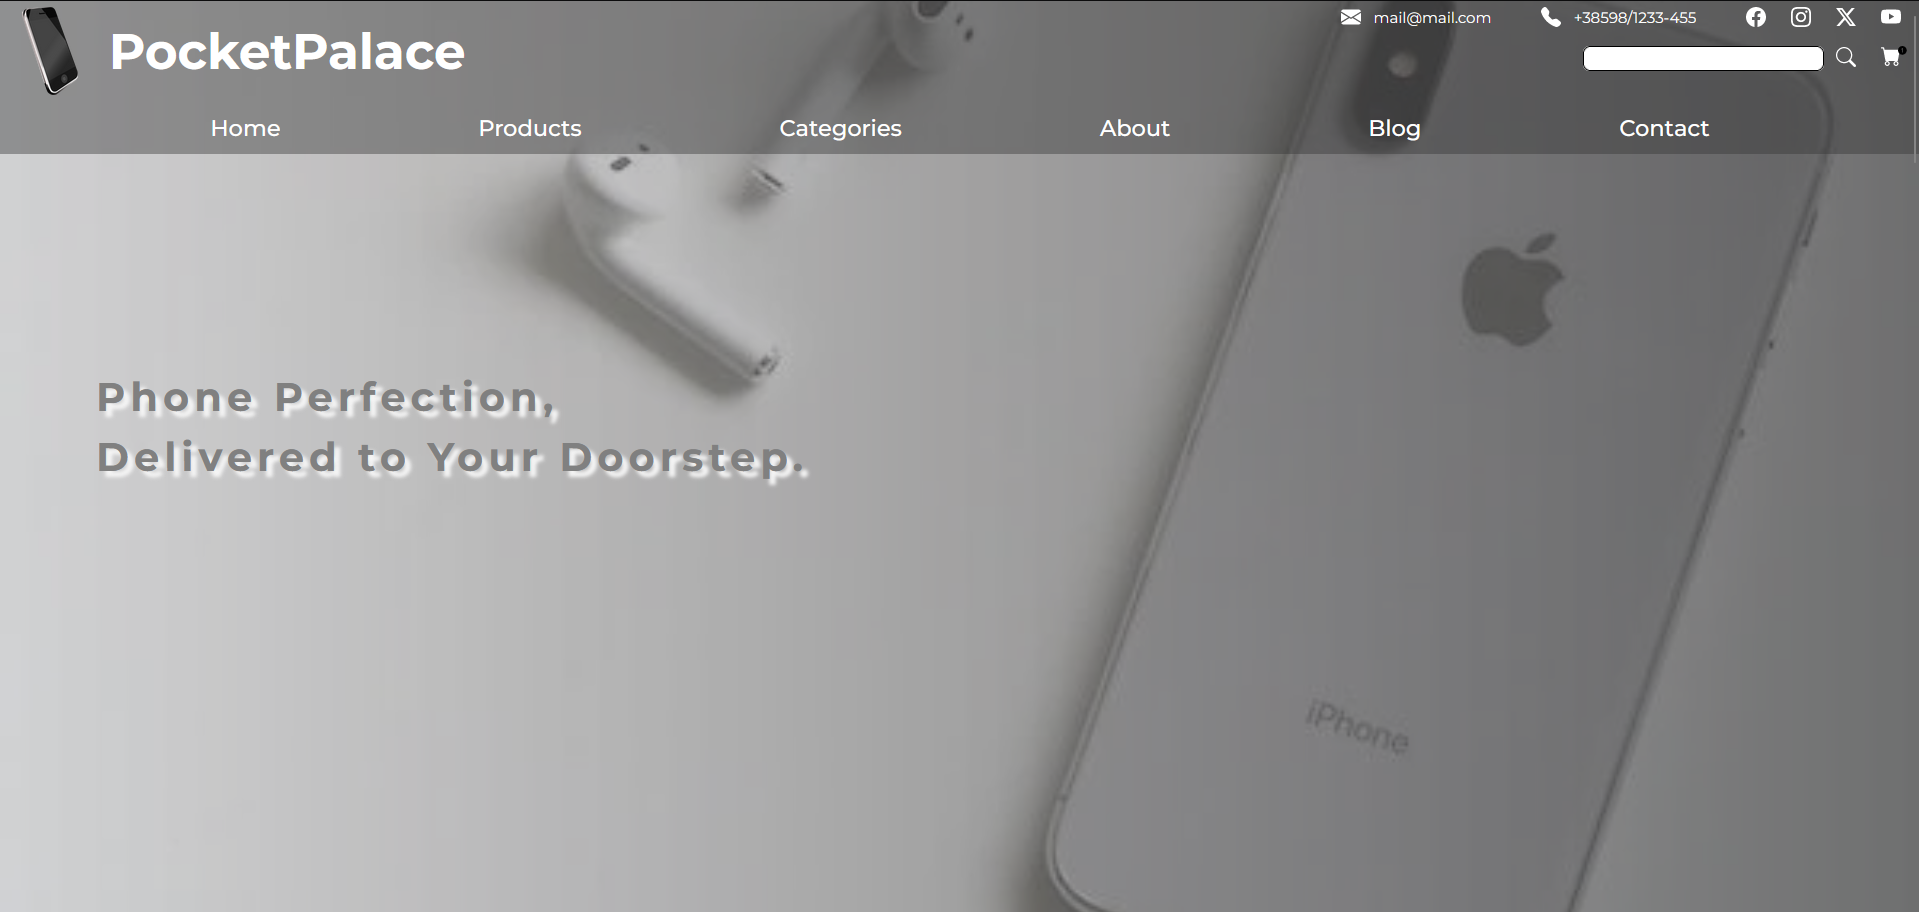 mail@mail.com
+38598/1233-455
PocketPalace
Home
Products
Categories
About
Blog
Contact
Phone Perfection,
Delivered to Your Doorstep.
iPhone